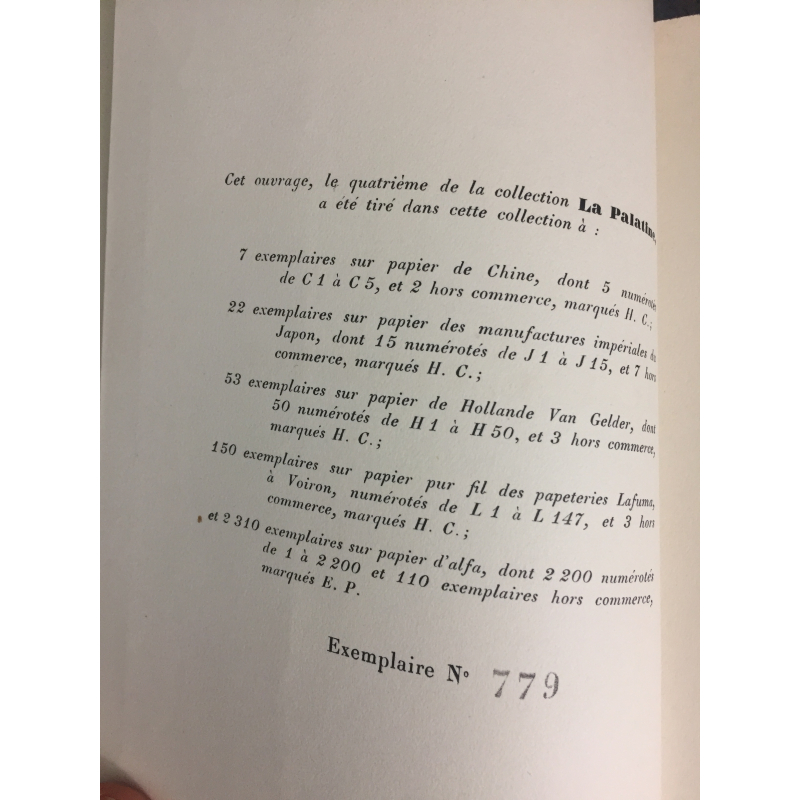 Cet ouvrage, le quatrième de la collection La Palatine,
a été tiré dans cette collection à :
7 exemplaires sur papier de Chine, dont 5 numérotés
de C 1 à C 5, et 2 hors commerce, marqués H. C.;
22 exemplaires sur papier des manufactures impériales du
Japon, dont 15 numérotés de J 1 à J 15, et 7 hors
commerce, marqués H. C.;
53 exemplaires sur papier de Hollande Van Gelder, dont
50 numérotés de H 1 à H 50, et 3 hors commerce,
marqués H. C.;
150 exemplaires sur papier pur fil des papeteries Lafuma,
à Voiron, numérotés de L 1 à L 147, et 3 hors
commerce, marqués H. C.;
et 2 310 exemplaires sur papier d'alfa, dont 2 200 numérotés
de 1 à 2 200 et 110 exemplaires hors commerce,
marqués E. P.
Exemplaire N° 779